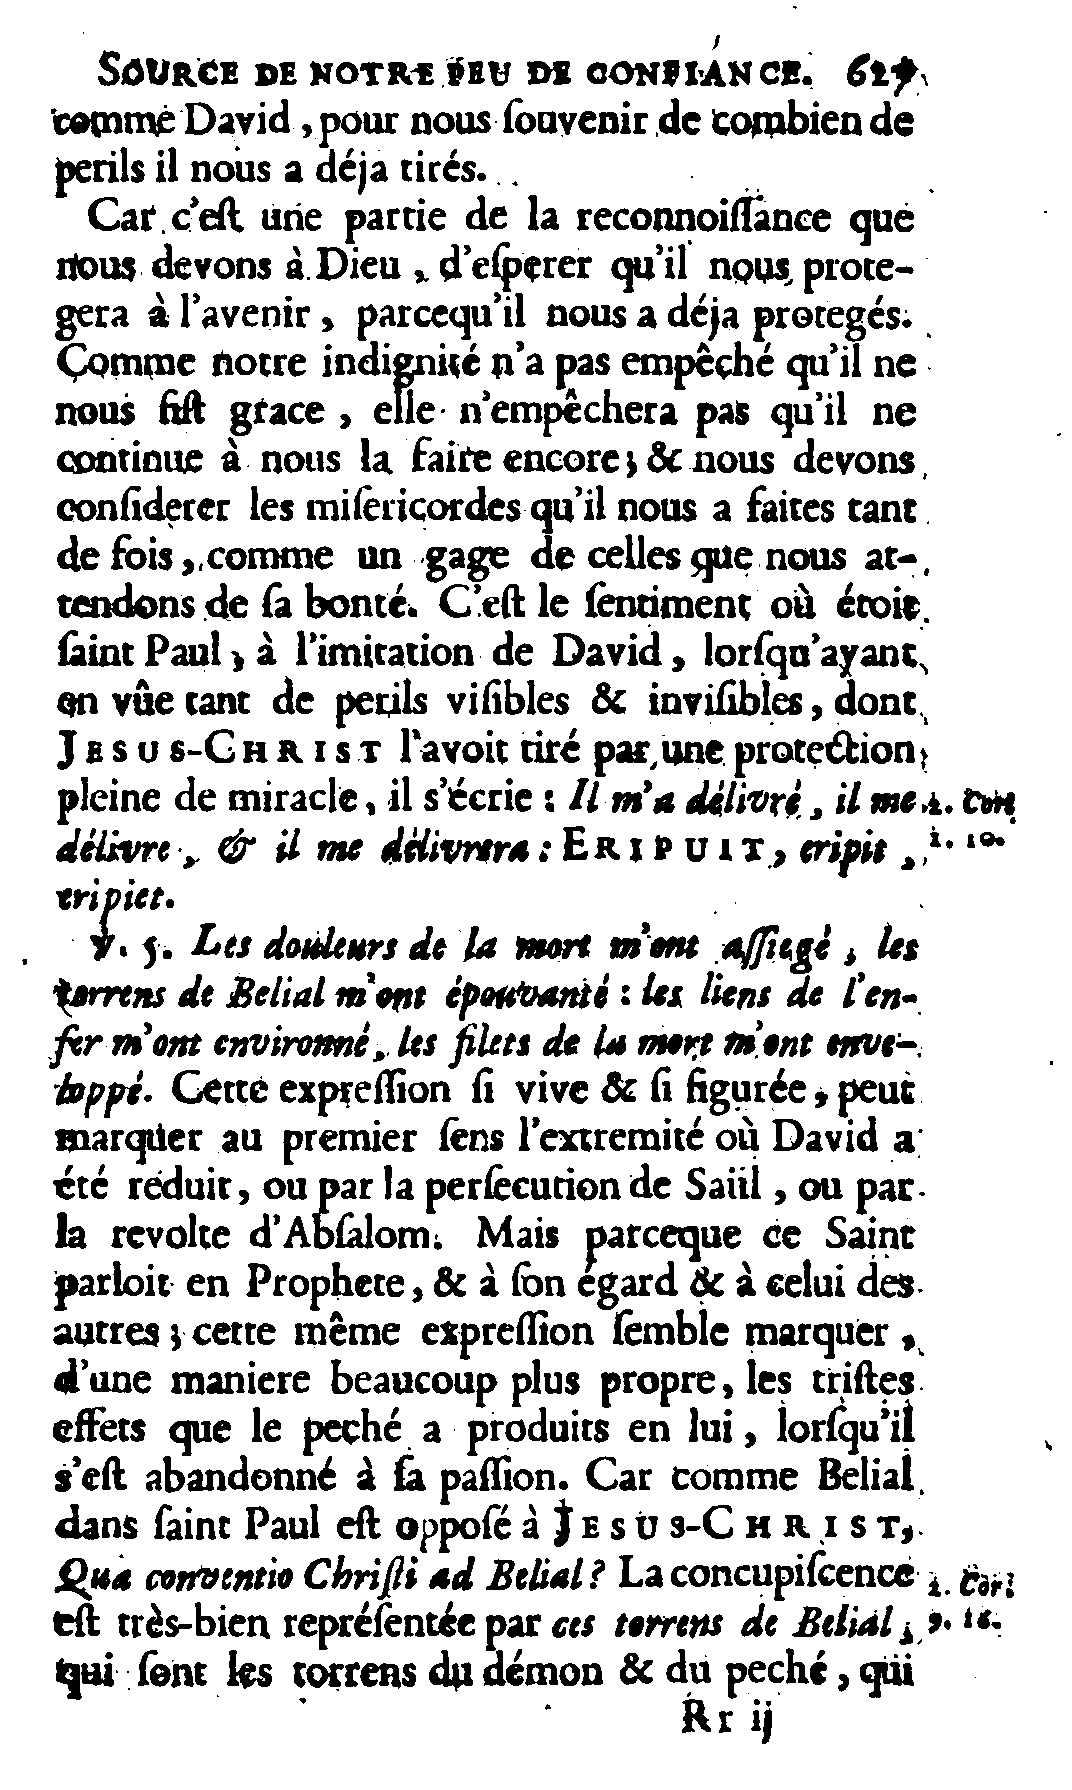 SOURCE DE NOTRE PEU DE CONFIANCE. 627
comme David, pour nous ſouvenir de combien de
perils il nous a déja tirés.
Car c'eſt une partie de la reconnoiſſance que
nous devons à Dieu, d'eſperer qu'il nous prote-
gera à l'avenir, parcequ'il nous a déja protegés.
Comme notre indignité n'a pas empêché qu'il ne
nous fiſt grace, elle n'empêchera pas qu'il ne
continue à nous la faire encore; & nous devons
conſiderer les miſericordes qu'il nous a faites tant
de fois, comme un gage de celles que nous at-
tendons de ſa bonté. C'eſt le ſentiment où étoit
ſaint Paul, à l'imitation de David, lorſqu'ayant
en vûe tant de perils viſibles & inviſibles, dont
JESUS-CHRIST l'avoit tiré par une protection
pleine de miracle, il s'écrie : Il m'a délivré, il me 2. Cor.
délivre, & il me délivrera : ERIPUIT, eripit, 1. 10.
eripiet.
V. 5. Les douleurs de la mort m'ont aſſiegé, les
torrens de Belial m'ont épouvanté : les liens de l'en-
fer m'ont environné, les filets de la mort m'ont enve-
loppé. Cette expreſſion ſi vive & ſi figurée, peut
marquer au premier ſens l'extremité où David a
été réduit, ou par la perſecution de Saül, ou par
la revolte d'Abſalom. Mais parceque ce Saint
parloit en Prophete, & à ſon égard & à celui des
autres; cette même expreſſion ſemble marquer,
d'une maniere beaucoup plus propre, les triſtes
effets que le peché a produits en lui, lorſqu'il
s'eſt abandonné à ſa paſſion. Car comme Belial
dans ſaint Paul eſt oppoſé à JESUS-CHRIST,
Qua conventio Chriſti ad Belial? La concupiſcence 2. Cor.
eſt très-bien repréſentée par ces torrens de Belial,
qui ſont les torrens du démon & du peché, qui
Rr ij